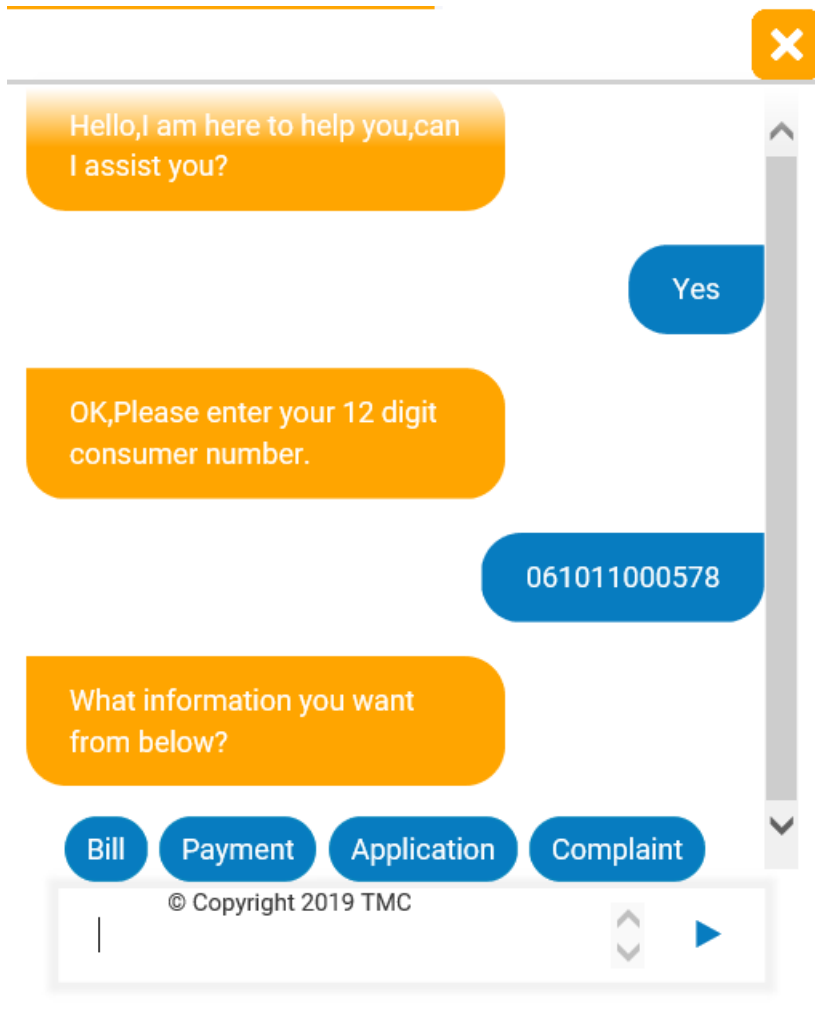 Hello,I am here to help you,can
I assist you?
Yes
OK,Please enter your 12 digit
consumer number.
061011000578
What information you want
from below?
Bill Payment Application Complaint
© Copyright 2019 TMC